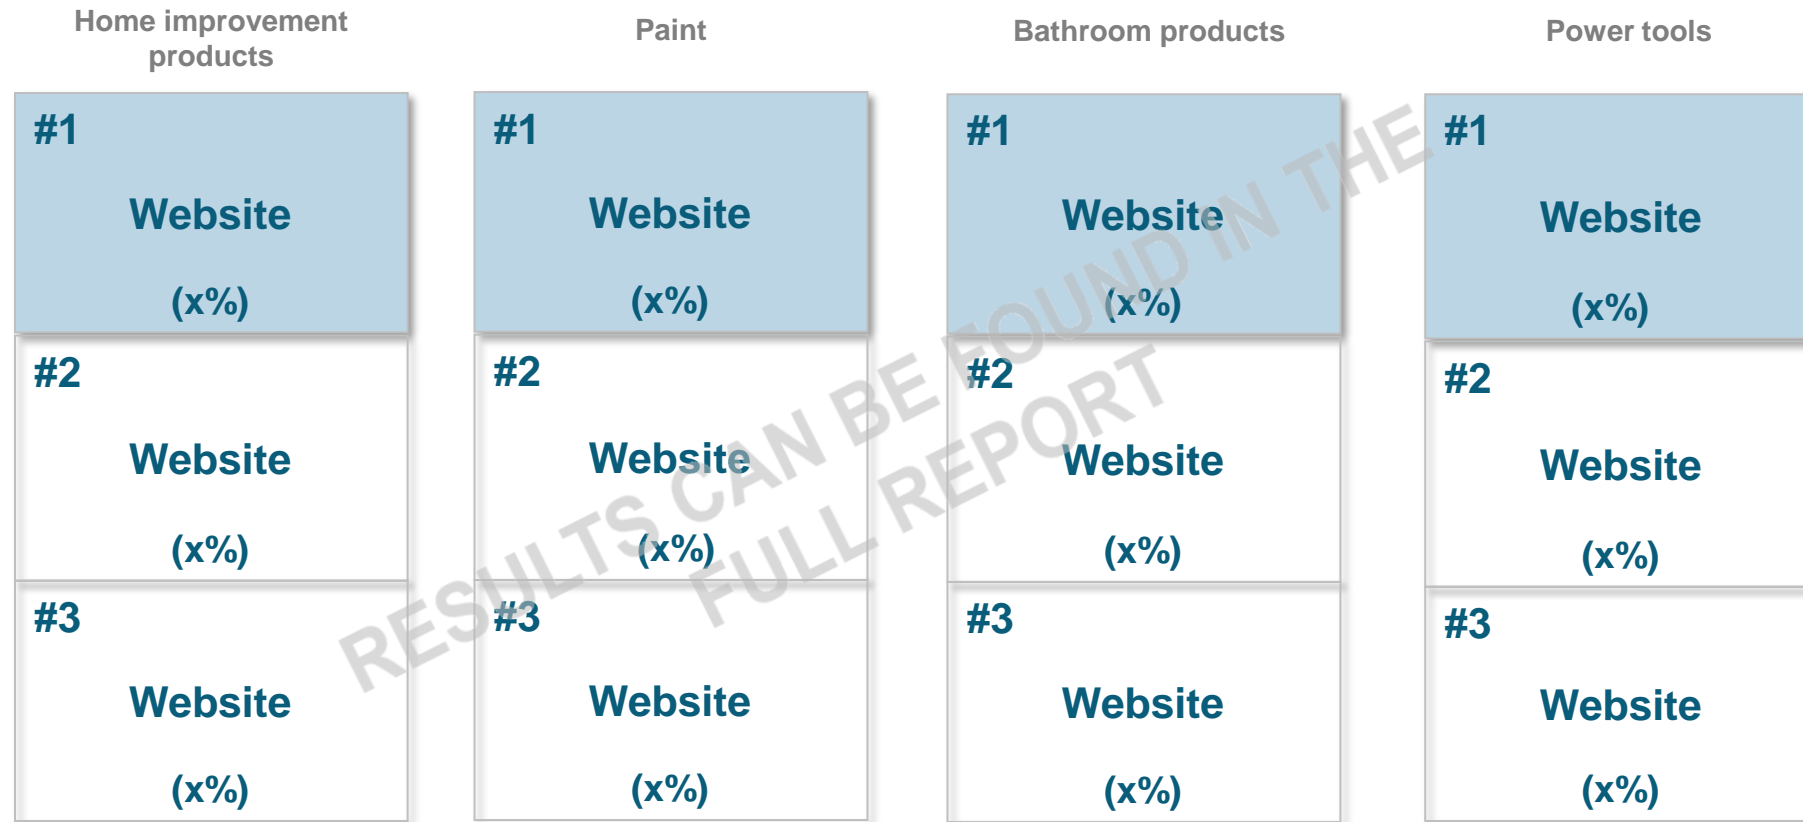 Home improvement
products
Paint
Bathroom products
Power tools
#1
Website
(x%)
#2
Website
(x%)
#3
Website
(x%)
#1
Website
(x%)
#2
Website
(x%)
#3
Website
(x%)
#1
Website
(x%)
#2
Website
(x%)
#3
Website
(x%)
#1
Website
(x%)
#2
Website
(x%)
#3
Website
(x%)
RESULTS CAN BE FOUND IN THE
FULL REPORT